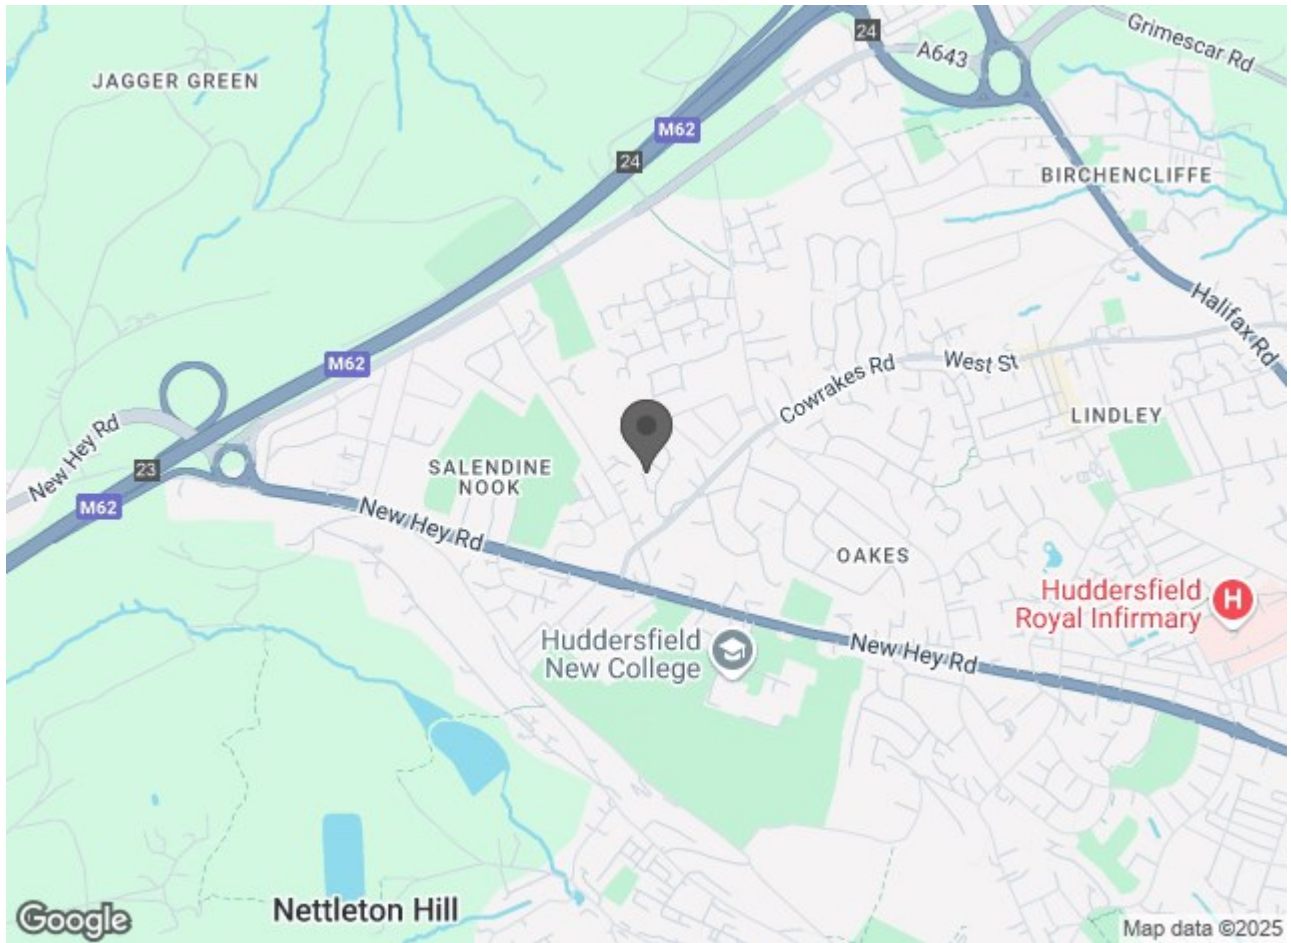 24
A643
Grimescar Rd
JAGGER GREEN
M62
24
BIRCHENCLIFFE
Halifax Rd
M62
Cowrakes Rd
West St
New Hey Rd
LINDLEY
23
SALENDINE
NOOK
M62
New Hey Rd
OAKES
Huddersfield
Royal Infirmary
H
Huddersfield
New College
New Hey Rd
Nettleton Hill
Google
Map data ©2025